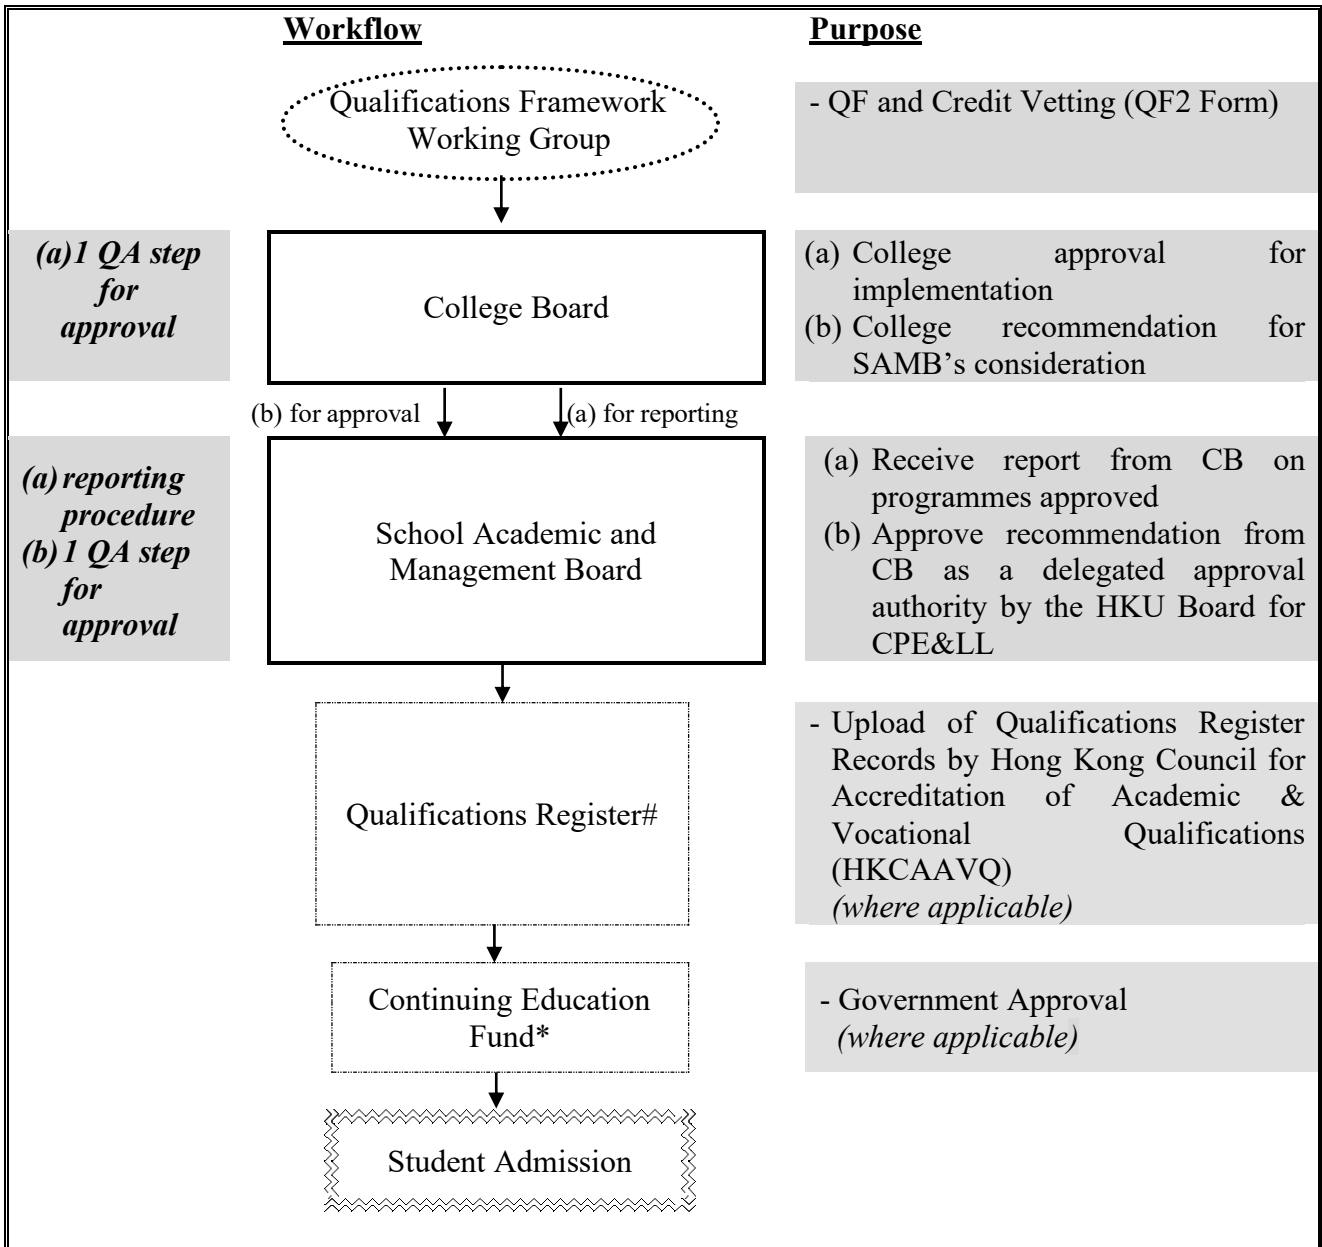 Workflow
Purpose
Qualifications Framework
Working Group
- QF and Credit Vetting (QF2 Form)
(a)1 QA step
for
approval
College Board
(a) College approval for
implementation
(b) College recommendation for
SAMB’s consideration
(b) for approval
(a) for reporting
(a) reporting
procedure
(b) 1 QA step
for
approval
School Academic and
Management Board
(a) Receive report from CB on
programmes approved
(b) Approve recommendation from
CB as a delegated approval
authority by the HKU Board for
CPE&LL
Qualifications Register#
- Upload of Qualifications Register
Records by Hong Kong Council for
Accreditation of Academic &
Vocational Qualifications
(HKCAAVQ)
(where applicable)
Continuing Education
Fund*
- Government Approval
(where applicable)
Student Admission